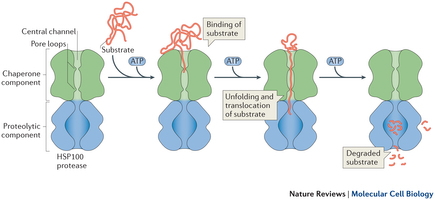 Central channel
Pore loops
Substrate
ATP
Binding of
substrate
ATP
ATP
Chaperone
component
Unfolding and
translocation
of substrate
Proteolytic
component
HSP100
protease
Degraded
substrate
Nature Reviews | Molecular Cell Biology